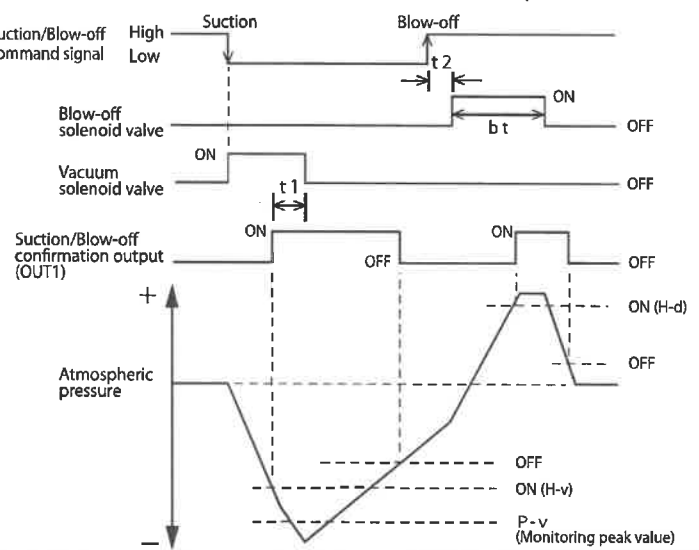 Suction
Blow-off
uction/Blow-off
High
ommand signal
Low
t 2
ON
Blow-off
solenoid valve
b t
OFF
ON
Vacuum
solenoid valve
OFF
t 1
ON
ON
Suction/Blow-off
confirmation output
(OUT1)
OFF
OFF
+
ON (H-d)
OFF
Atmospheric
pressure
OFF
ON (H-v)
P - v
(Monitoring peak value)
−